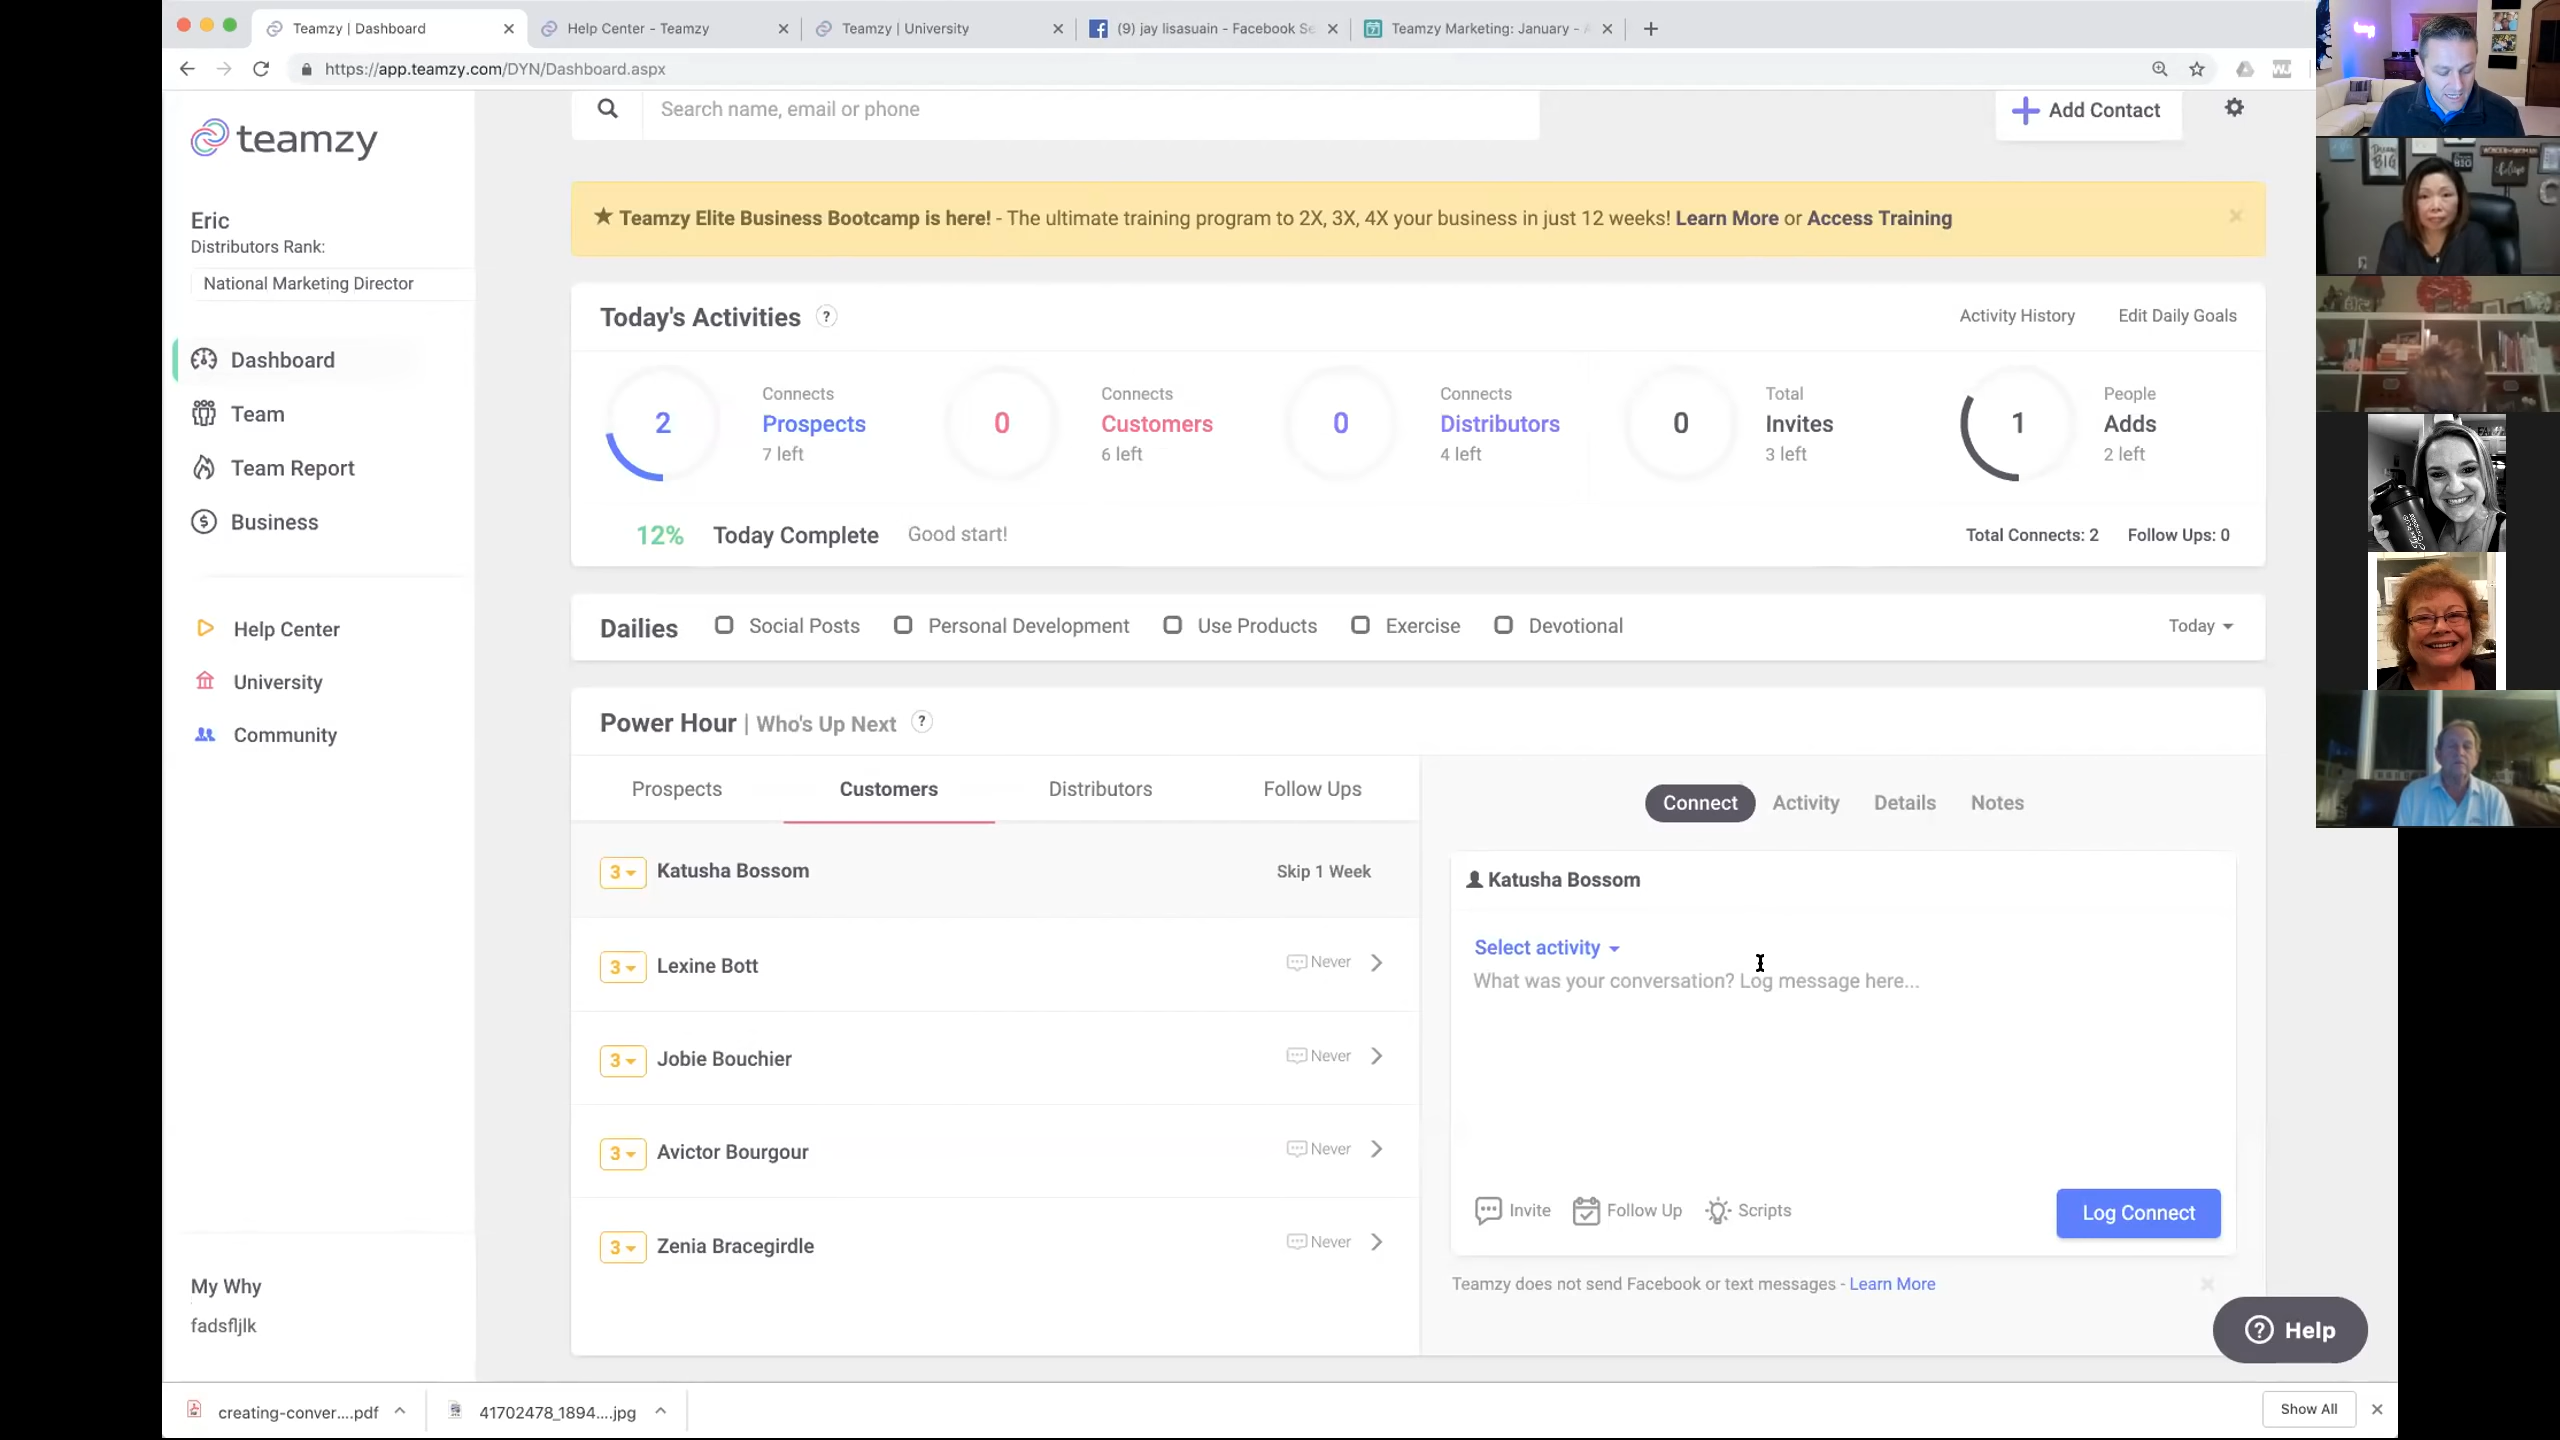 Teamzy | Dashboard
Help Center - Teamzy
Teamzy | University
(9) jay lisasuain - Facebook Se
Teamzy Marketing: January -
https://app.teamzy.com/DYN/Dashboard.aspx
teamzy
Search name, email or phone
Add Contact
Eric
Distributors Rank:
National Marketing Director
Dashboard
Team
Team Report
Business
Help Center
University
Community
My Why
fadsfljlk
Teamzy Elite Business Bootcamp is here! - The ultimate training program to 2X, 3X, 4X your business in just 12 weeks! Learn More or Access Training
Today's Activities ?
Activity History
Edit Daily Goals
2
Connects
Prospects
7 left
0
Connects
Customers
6 left
0
Connects
Distributors
4 left
0
Total
Invites
3 left
1
People
Adds
2 left
12% Today Complete Good start!
Total Connects: 2 Follow Ups: 0
Dailies Social Posts Personal Development Use Products Exercise Devotional Today
Power Hour | Who's Up Next ?
Prospects Customers Distributors Follow Ups
3 Katusha Bossom Skip 1 Week
3 Lexine Bott Never
3 Jobie Bouchier Never
3 Avictor Bourgour Never
3 Zenia Bracegirdle Never
Connect Activity Details Notes
Katusha Bossom
Select activity
What was your conversation? Log message here...
Invite Follow Up Scripts
Log Connect
Teamzy does not send Facebook or text messages - Learn More
? Help
creating-conver....pdf
41702478_1894....jpg
Show All
DREAM
BIG